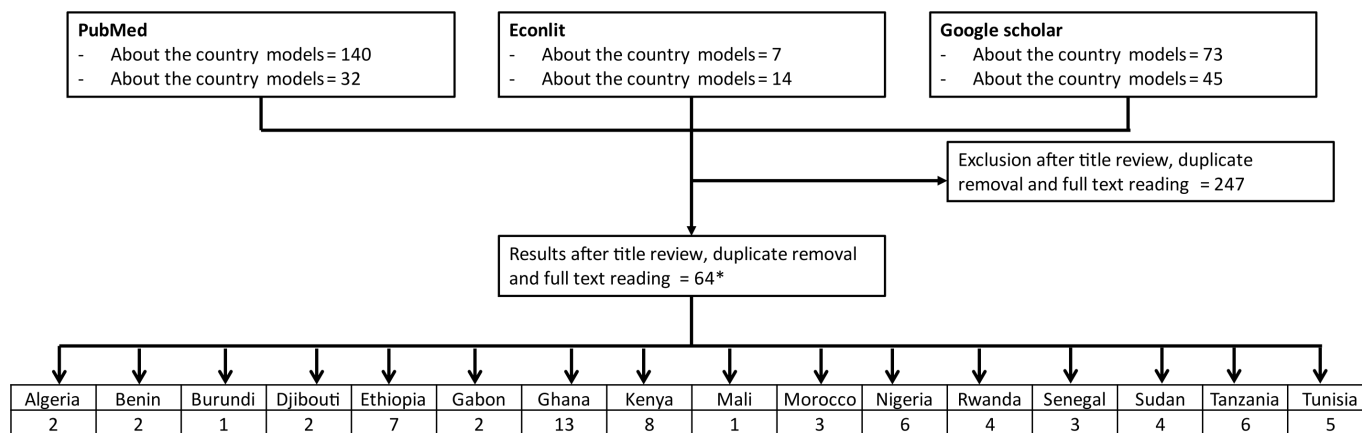 PubMed
- About the country models = 140
- About the country models = 32
Econlit
- About the country models = 7
- About the country models = 14
Google scholar
- About the country models = 73
- About the country models = 45
Exclusion after title review, duplicate
removal and full text reading = 247
Results after title review, duplicate removal
and full text reading = 64*
Algeria Benin Burundi Djibouti Ethiopia Gabon Ghana Kenya Mali Morocco Nigeria Rwanda Senegal Sudan Tanzania Tunisia
2 2 1 2 7 2 13 8 1 3 6 4 3 4 6 5